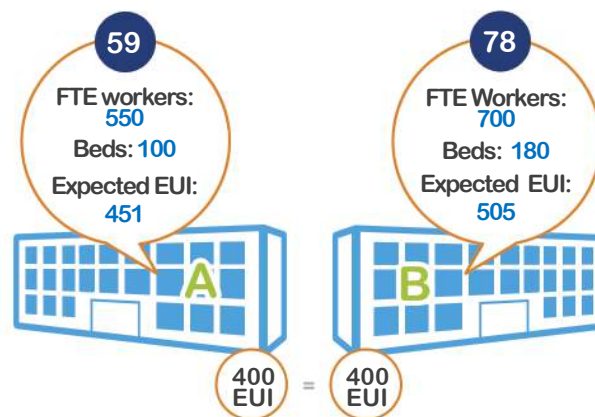 59
FTE workers:
550
Beds: 100
Expected EUI:
451
A
78
FTE Workers:
700
Beds: 180
Expected EUI:
505
B
400
EUI
=
400
EUI